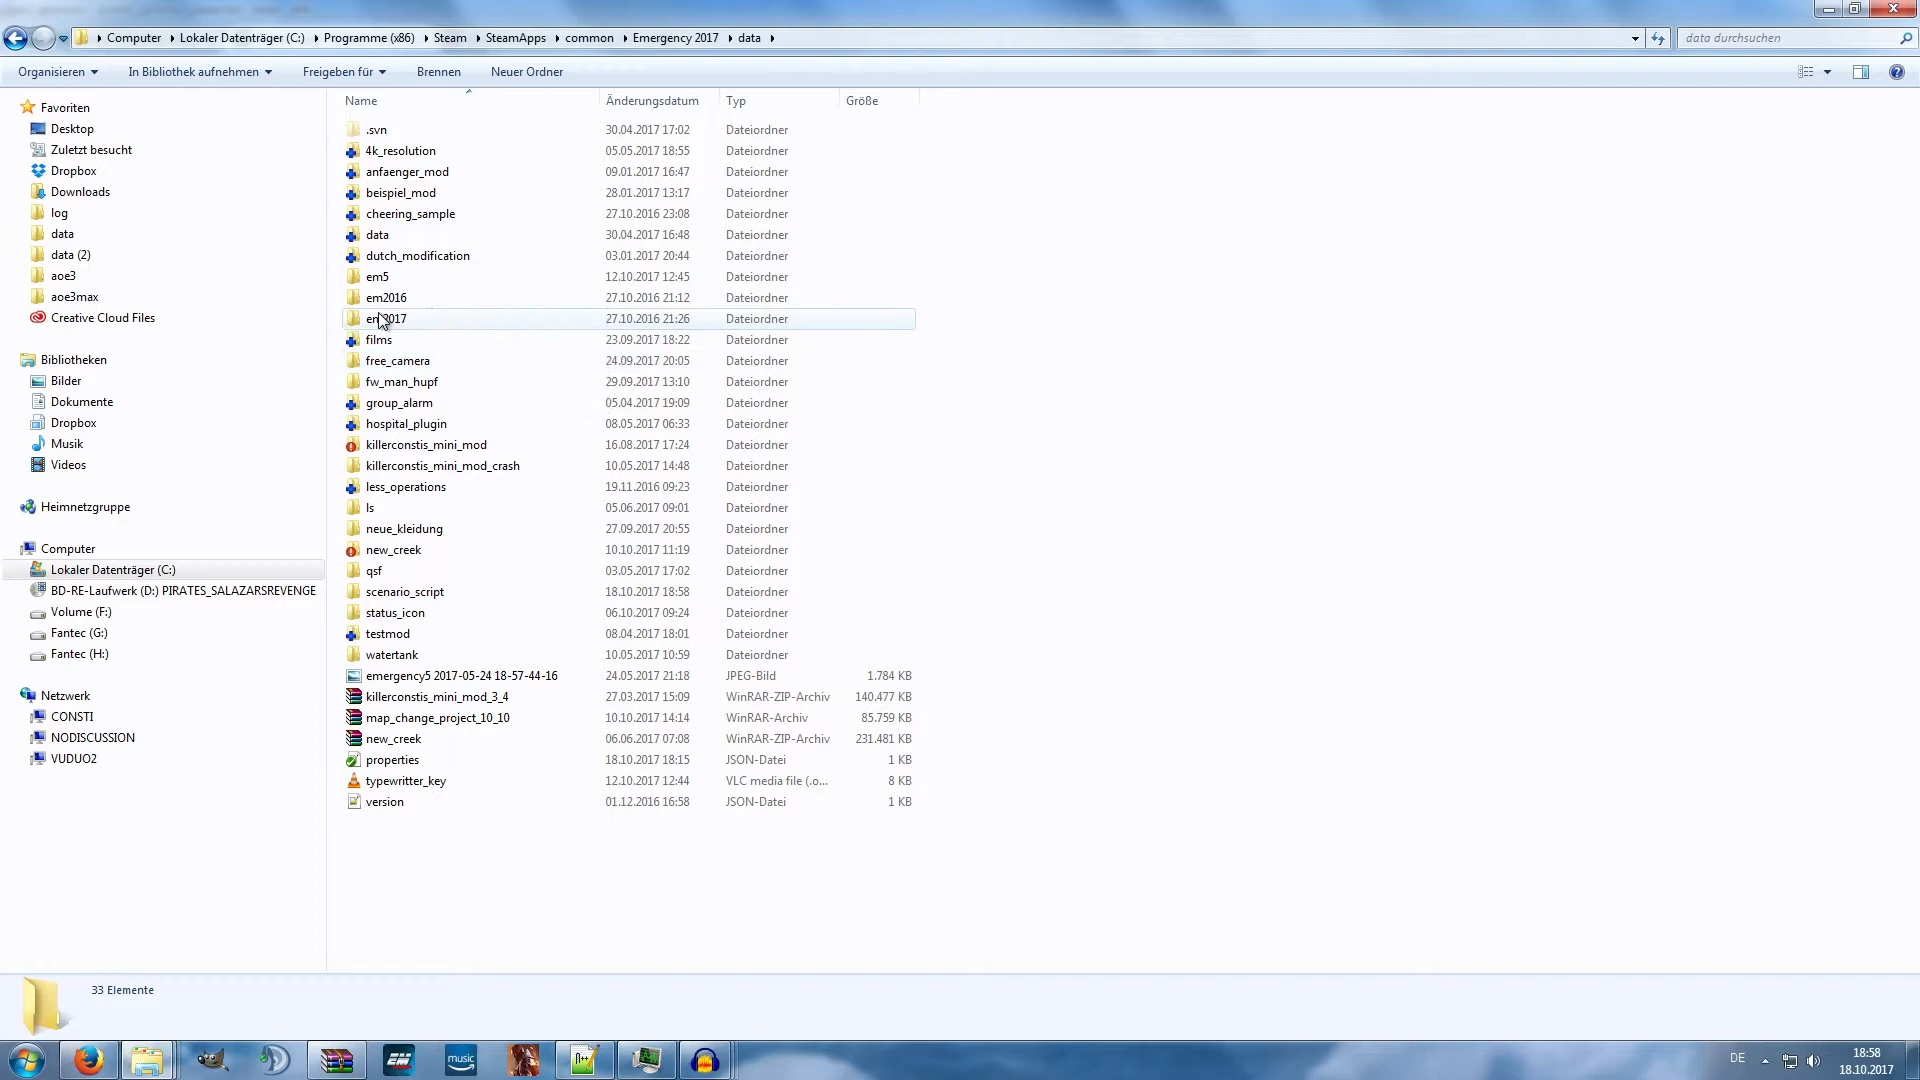 Computer Lokaler Datenträger (C:) Programme (x86) Steam SteamApps common Emergency 2017 data
data durchsuchen
Organisieren In Bibliothek aufnehmen Freigeben für Brennen Neuer Ordner
Name Änderungsdatum Typ Größe
Favoriten
Desktop
Zuletzt besucht
Dropbox
Downloads
log
data
data (2)
aoe3
aoe3max
Creative Cloud Files
Bibliotheken
Bilder
Dokumente
Dropbox
Musik
Videos
Heimnetzgruppe
Computer
Lokaler Datenträger (C:)
BD-RE-Laufwerk (D:) PIRATES_SALAZARSREVENGE
Volume (F:)
Fantec (G:)
Fantec (H:)
Netzwerk
CONSTI
NODISCUSSION
VUDUO2
.svn 30.04.2017 17:02 Dateiordner
4k_resolution 05.05.2017 18:55 Dateiordner
anfaenger_mod 09.01.2017 16:47 Dateiordner
beispiel_mod 28.01.2017 13:17 Dateiordner
cheering_sample 27.10.2016 23:08 Dateiordner
data 30.04.2017 16:48 Dateiordner
dutch_modification 03.01.2017 20:44 Dateiordner
em5 12.10.2017 12:45 Dateiordner
em2016 27.10.2016 21:12 Dateiordner
em2017 27.10.2016 21:26 Dateiordner
films 23.09.2017 18:22 Dateiordner
free_camera 24.09.2017 20:05 Dateiordner
fw_man_hupf 29.09.2017 13:10 Dateiordner
group_alarm 05.04.2017 19:09 Dateiordner
hospital_plugin 08.05.2017 06:33 Dateiordner
killerconstis_mini_mod 16.08.2017 17:24 Dateiordner
killerconstis_mini_mod_crash 10.05.2017 14:48 Dateiordner
less_operations 19.11.2016 09:23 Dateiordner
ls 05.06.2017 09:01 Dateiordner
neue_kleidung 27.09.2017 20:55 Dateiordner
new_creek 10.10.2017 11:19 Dateiordner
qsf 03.05.2017 17:02 Dateiordner
scenario_script 18.10.2017 18:58 Dateiordner
status_icon 06.10.2017 09:24 Dateiordner
testmod 08.04.2017 18:01 Dateiordner
watertank 10.05.2017 10:59 Dateiordner
emergency5 2017-05-24 18-57-44-16 24.05.2017 21:18 JPEG-Bild 1.784 KB
killerconstis_mini_mod_3_4 27.03.2017 15:09 WinRAR-ZIP-Archiv 140.477 KB
map_change_project_10_10 10.10.2017 14:14 WinRAR-Archiv 85.759 KB
new_creek 06.06.2017 07:08 WinRAR-ZIP-Archiv 231.481 KB
properties 18.10.2017 18:15 JSON-Datei 1 KB
typewritter_key 12.10.2017 12:44 VLC media file (.o... 8 KB
version 01.12.2016 16:58 JSON-Datei 1 KB
33 Elemente
music
DE
18:58
18.10.2017